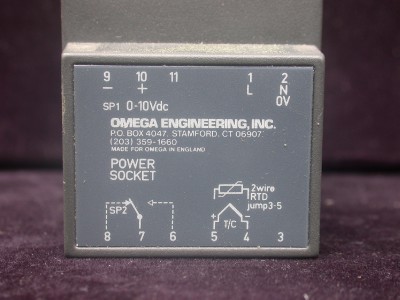 9 10 11 1 2
− + L N
SP1 0-10Vdc 0V
OMEGA ENGINEERING, INC.
P.O. BOX 4047, STAMFORD, CT 06907
(203) 359-1660
MADE FOR OMEGA IN ENGLAND
POWER
SOCKET
2wire
RTD
jump3-5
SP2
+ −
T/C
8 7 6 5 4 3